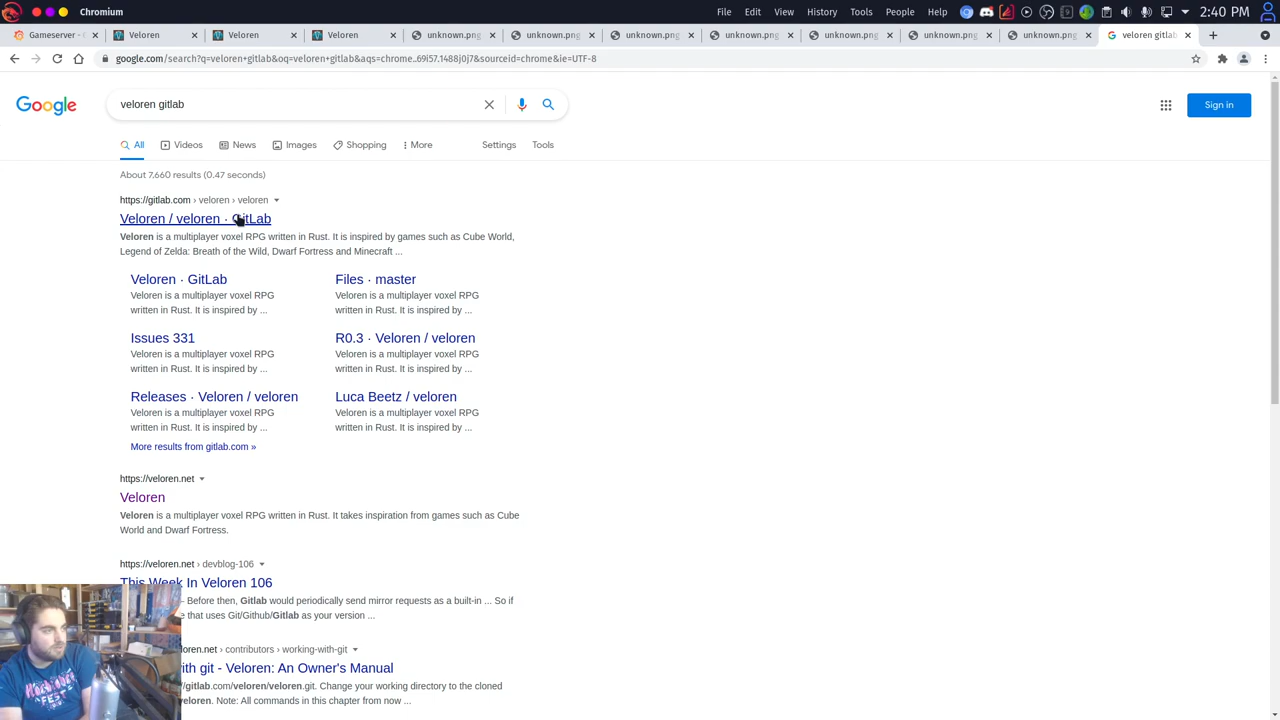 Chromium File Edit View History Tools People Help 2:40 PM
Gameserver - Veloren Veloren Veloren unknown.png unknown.png unknown.png unknown.png unknown.png unknown.png unknown.png veloren gitlab
google.com/search?q=veloren+gitlab&oq=veloren+gitlab&aqs=chrome..69i57.1488j0j7&sourceid=chrome&ie=UTF-8
Google veloren gitlab Sign in
All Videos News Images Shopping More Settings Tools
About 7,660 results (0.47 seconds)
https://gitlab.com › veloren › veloren
Veloren / veloren · GitLab
Veloren is a multiplayer voxel RPG written in Rust. It is inspired by games such as Cube World,
Legend of Zelda: Breath of the Wild, Dwarf Fortress and Minecraft ...
Veloren · GitLab
Veloren is a multiplayer voxel RPG
written in Rust. It is inspired by ...
Files · master
Veloren is a multiplayer voxel RPG
written in Rust. It is inspired by ...
Issues 331
Veloren is a multiplayer voxel RPG
written in Rust. It is inspired by ...
R0.3 · Veloren / veloren
Veloren is a multiplayer voxel RPG
written in Rust. It is inspired by ...
Releases · Veloren / veloren
Veloren is a multiplayer voxel RPG
written in Rust. It is inspired by ...
Luca Beetz / veloren
Veloren is a multiplayer voxel RPG
written in Rust. It is inspired by ...
More results from gitlab.com »
https://veloren.net
Veloren
Veloren is a multiplayer voxel RPG written in Rust. It takes inspiration from games such as Cube
World and Dwarf Fortress.
https://veloren.net › devblog-106
This Week In Veloren 106
- Before then, Gitlab would periodically send mirror requests as a built-in ... So if
that uses Git/Github/Gitlab as your version ...
oren.net › contributors › working-with-git
ith git - Veloren: An Owner's Manual
//gitlab.com/veloren/veloren.git. Change your working directory to the cloned
veloren. Note: All commands in this chapter from now ...